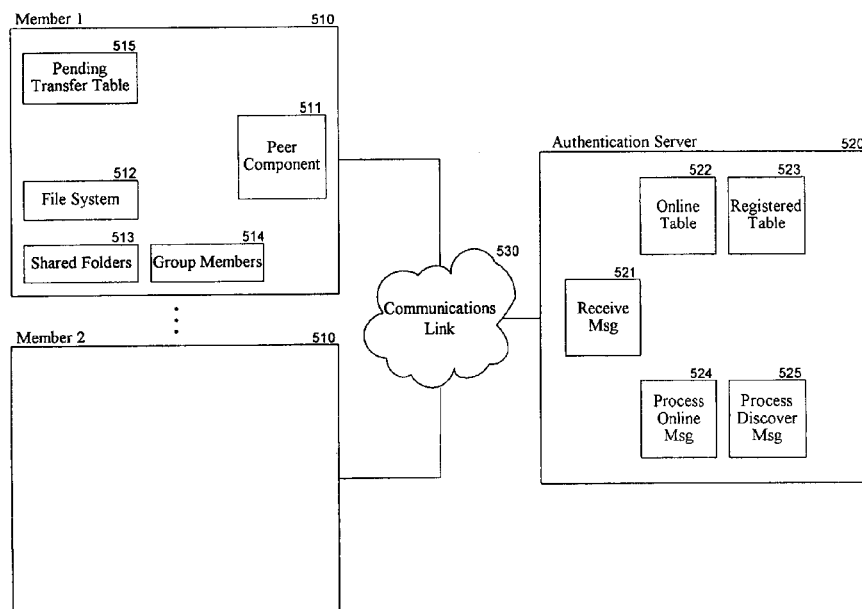 Member 1
510
515
Pending
Transfer Table
511
Peer
Component
512
File System
513
Shared Folders
514
Group Members
Member 2
510
530
Communications
Link
Authentication Server
520
522
Online
Table
523
Registered
Table
521
Receive
Msg
524
Process
Online
Msg
525
Process
Discover
Msg